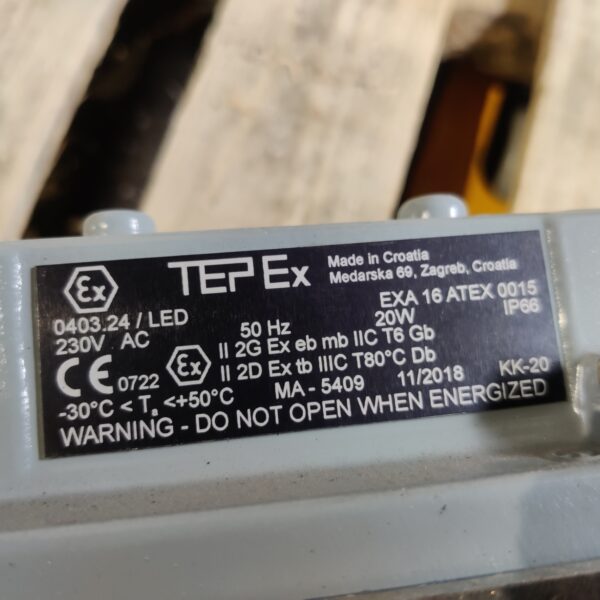 Ex TEP Ex Made in Croatia
Medarska 69, Zagreb, Croatia
0403.24 / LED EXA 16 ATEX 0015
230V AC 50 Hz 20W IP66
CE 0722 Ex II 2G Ex eb mb IIC T6 Gb
II 2D Ex tb IIIC T80°C Db
-30°C < Ta <+50°C MA - 5409 11/2018 KK-20
WARNING - DO NOT OPEN WHEN ENERGIZED